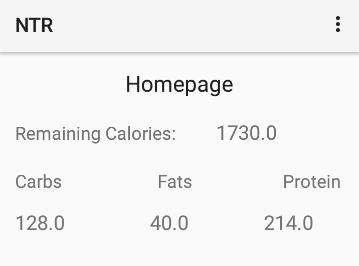 NTR
Homepage
Remaining Calories: 1730.0
Carbs Fats Protein
128.0 40.0 214.0